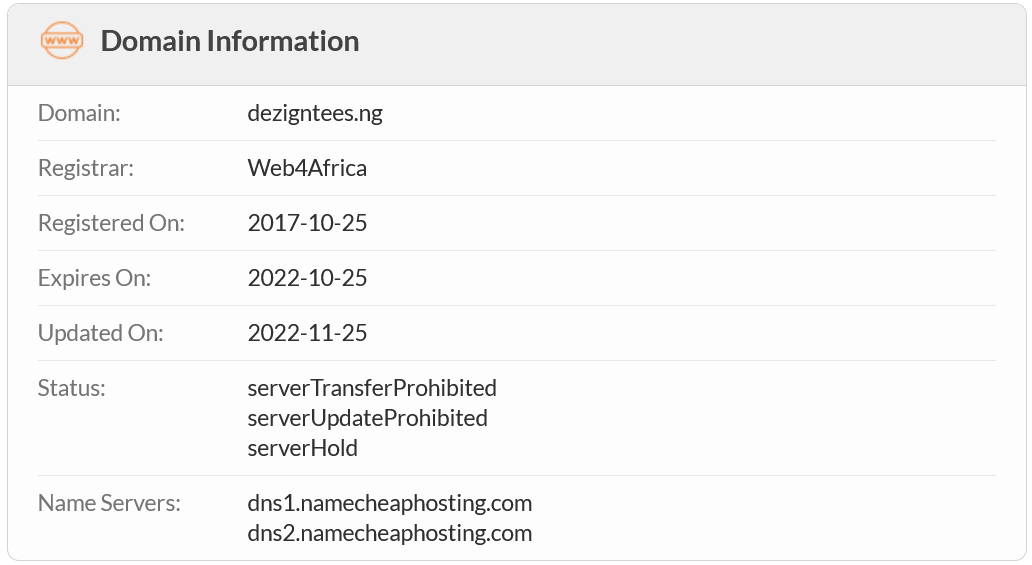 www
Domain Information
Domain: dezigntees.ng
Registrar: Web4Africa
Registered On: 2017-10-25
Expires On: 2022-10-25
Updated On: 2022-11-25
Status: serverTransferProhibited
serverUpdateProhibited
serverHold
Name Servers: dns1.namecheaphosting.com
dns2.namecheaphosting.com